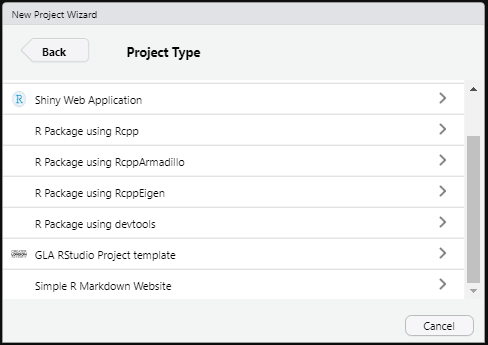 New Project Wizard
Back
Project Type
R Shiny Web Application
R Package using Rcpp
R Package using RcppArmadillo
R Package using RcppEigen
R Package using devtools
GLA RStudio Project template
Simple R Markdown Website
Cancel